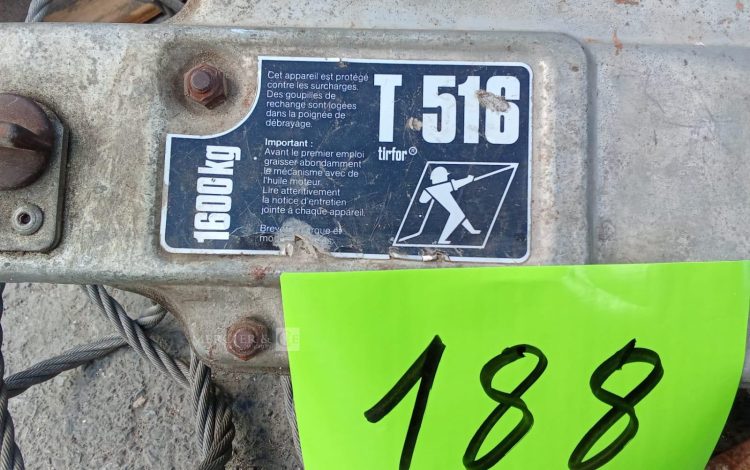 Cet appareil est protégé
contre les surcharges.
Des goupilles de
rechange sont logées
dans la poignée de
débrayage.
Important :
Avant le premier emploi
graisser abondamment
le mécanisme avec de
l'huile moteur.
Lire attentivement
la notice d'entretien
jointe à chaque appareil.
T 516
tirfor®
1600kg
188